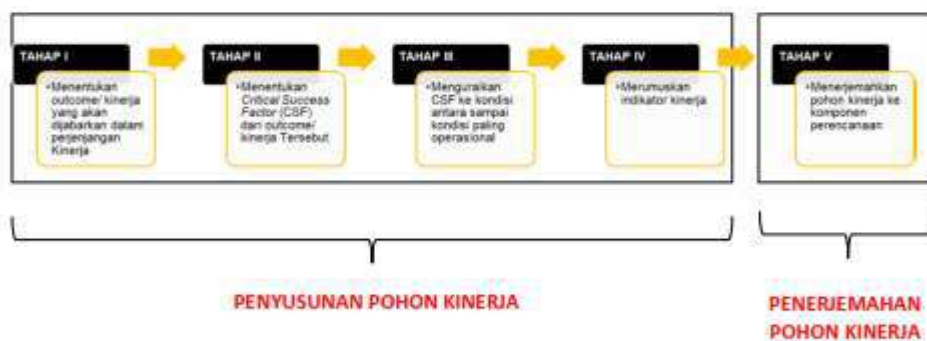 TAHAP I
•Menentukan
outcome/ kinerja
yang akan
dijabarkan dalam
perjenjangan
Kinerja
TAHAP II
•Menentukan
Critical Success
Factor (CSF)
dari outcome/
kinerja Tersebut
TAHAP III
•Menguraikan
CSF ke kondisi
antara sampai
kondisi paling
operasional
TAHAP IV
•Merumuskan
indikator kinerja
TAHAP V
•Menerjemahkan
pohon kinerja ke
komponen
perencanaan
PENYUSUNAN POHON KINERJA
PENERJEMAHAN
POHON KINERJA